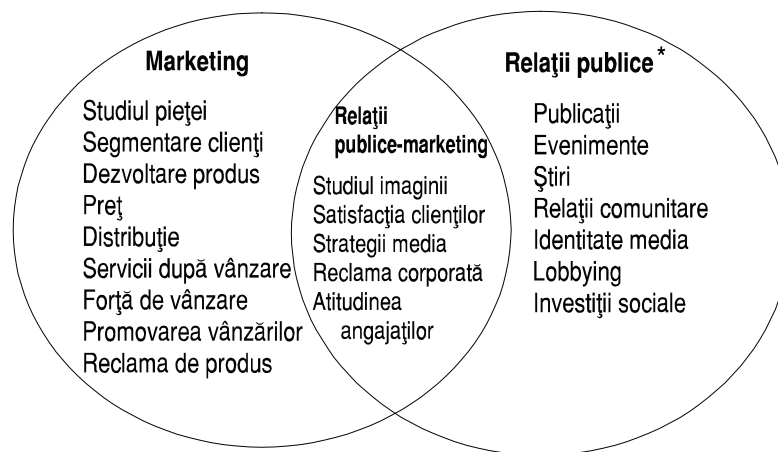 Marketing
Studiul pieţei
Segmentare clienţi
Dezvoltare produs
Preţ
Distribuţie
Servicii după vânzare
Forţă de vânzare
Promovarea vânzărilor
Reclama de produs
Relaţii
publice-marketing
Studiul imaginii
Satisfacţia clienţilor
Strategii media
Reclama corporată
Atitudinea
angajaţilor
Relaţii publice*
Publicaţii
Evenimente
Ştiri
Relaţii comunitare
Identitate media
Lobbying
Investiţii sociale